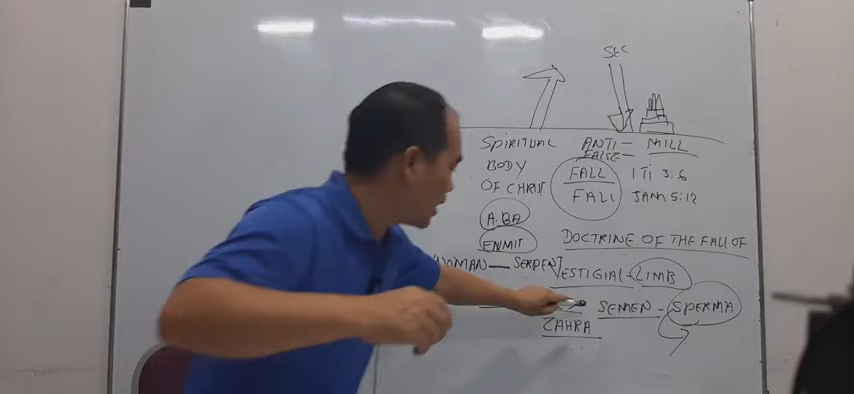 SEC
SPIRITUAL
BODY
OF CHRIST
A.BA
ENMIT
WOMAN — SERPENT
ANTI — MILL
FALSE —
FALL 1 TI 3:6
FALL JAM 5:12
DOCTRINE OF THE FALL OF
VESTIGIAL - LIMB
SEMEN - SPERMA
ZAHRA